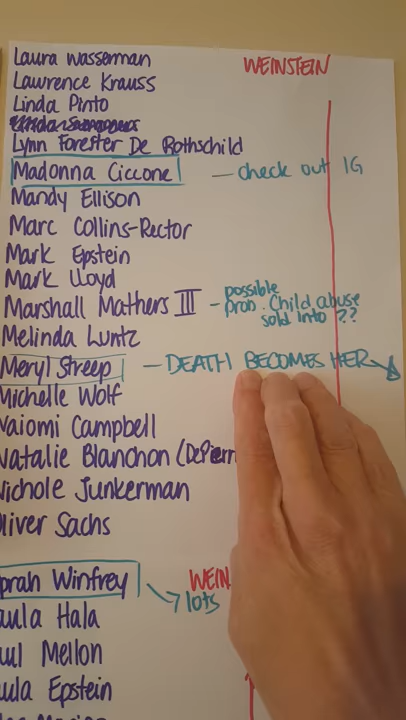 Laura Wasserman
WEINSTEIN
Lawrence Krauss
Linda Pinto
Lynn Forester De Rothschild
Madonna Ciccone — check out IG
Mandy Ellison
Marc Collins-Rector
Mark Epstein
Mark Lloyd
Marshall Mathers III - possible
prob. Child abuse
sold into ??
Melinda Luntz
Meryl Streep — DEATH BECOMES HER
Michelle Wolf
Naiomi Campbell
Natalie Blanchon
Nichole Junkerman
Oliver Sachs
prah Winfrey
WEIN
lots
aula Hala
ul Mellon
ula Epstein